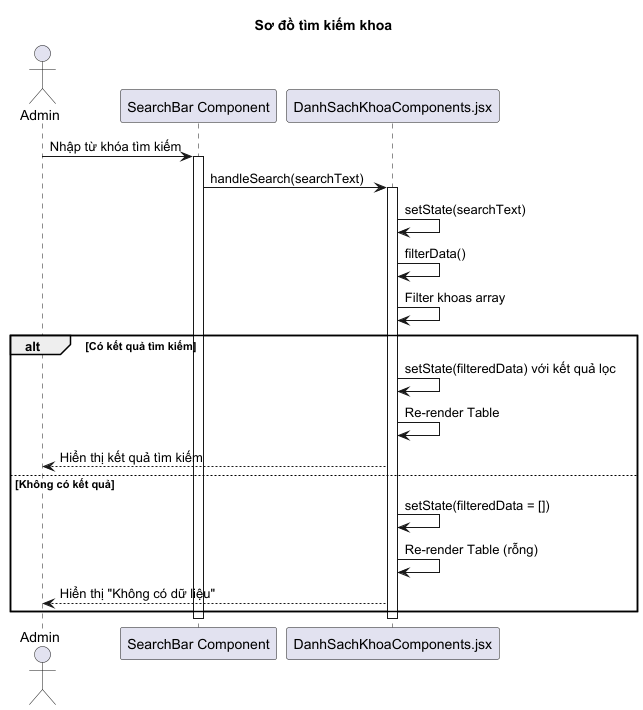 Sơ đồ tìm kiếm khoa
Admin
SearchBar Component
DanhSachKhoaComponents.jsx
Nhập từ khóa tìm kiếm
handleSearch(searchText)
setState(searchText)
filterData()
Filter khoas array
alt
[Có kết quả tìm kiếm]
setState(filteredData) với kết quả lọc
Re-render Table
Hiển thị kết quả tìm kiếm
[Không có kết quả]
setState(filteredData = [])
Re-render Table (rỗng)
Hiển thị "Không có dữ liệu"
Admin
SearchBar Component
DanhSachKhoaComponents.jsx